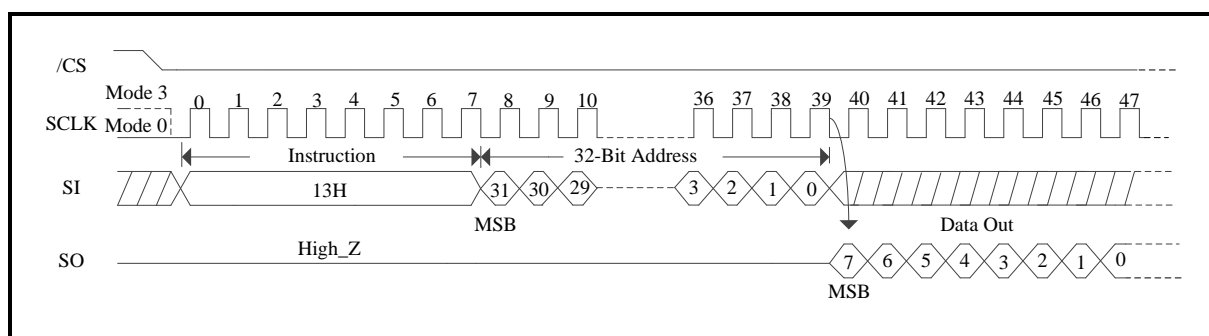 /CS
Mode 3
SCLK Mode 0
0 1 2 3 4 5 6 7 8 9 10 36 37 38 39 40 41 42 43 44 45 46 47
Instruction 32-Bit Address
SI 13H 31 30 29 3 2 1 0
MSB Data Out
High_Z
SO 7 6 5 4 3 2 1 0
MSB